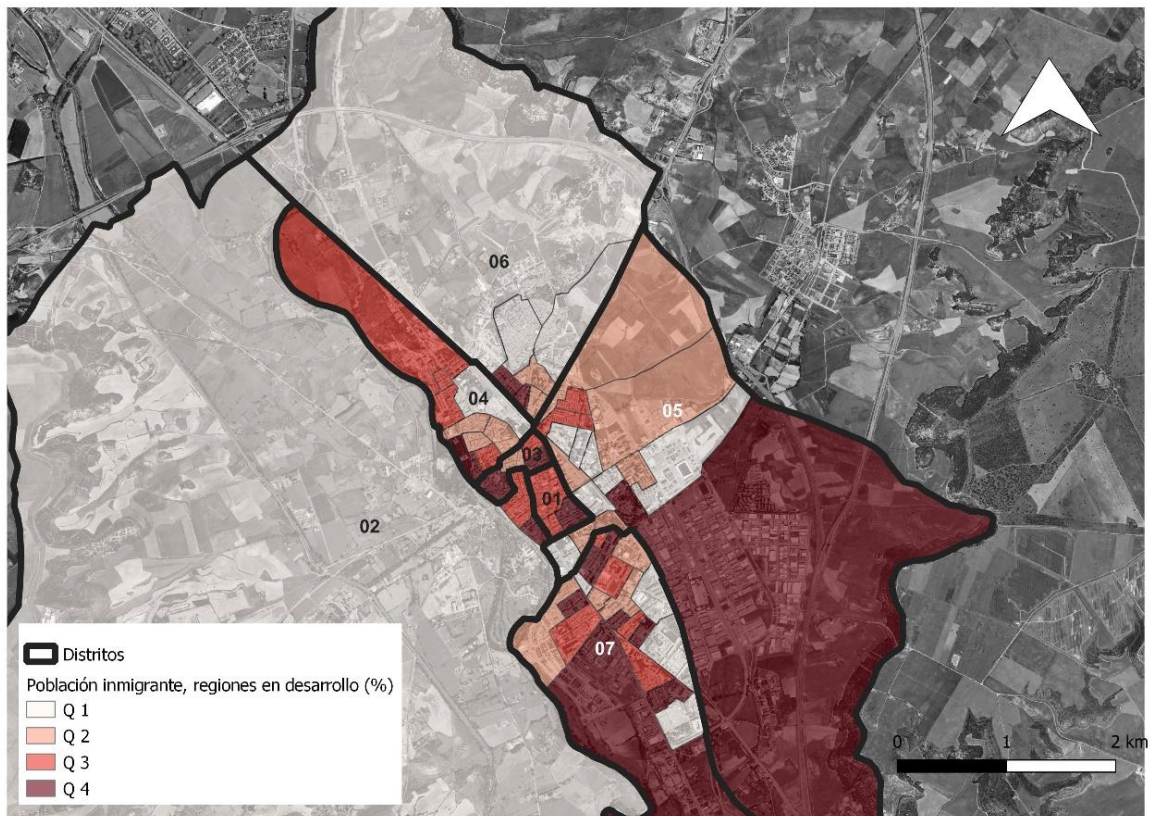 06
04
05
03
01
02
07
Distritos
Población inmigrante, regiones en desarrollo (%)
Q 1
Q 2
Q 3
Q 4
0 1 2 km